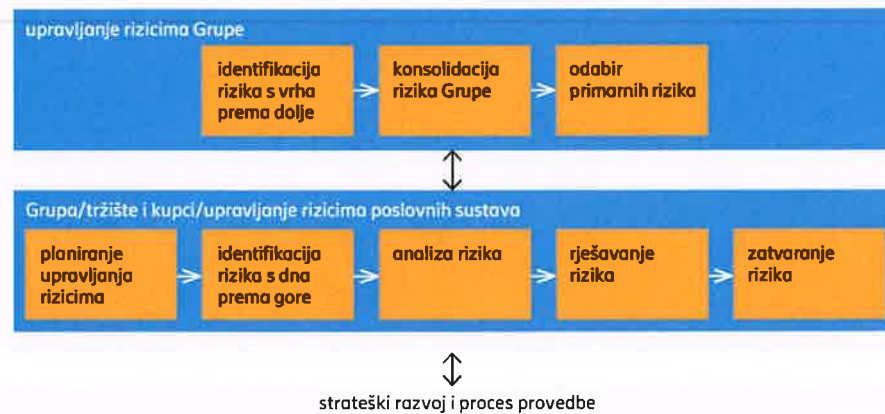 upravljanje rizicima Grupe
identifikacija
rizika s vrha
prema dolje
konsolidacija
rizika Grupe
odabir
primarnih rizika
Grupa/tržište i kupci/upravljanje rizicima poslovnih sustava
planiranje
upravljanja
rizicima
identifikacija
rizika s dna
prema gore
analiza rizika
rješavanje
rizika
zatvaranje
rizika
strateški razvoj i proces provedbe